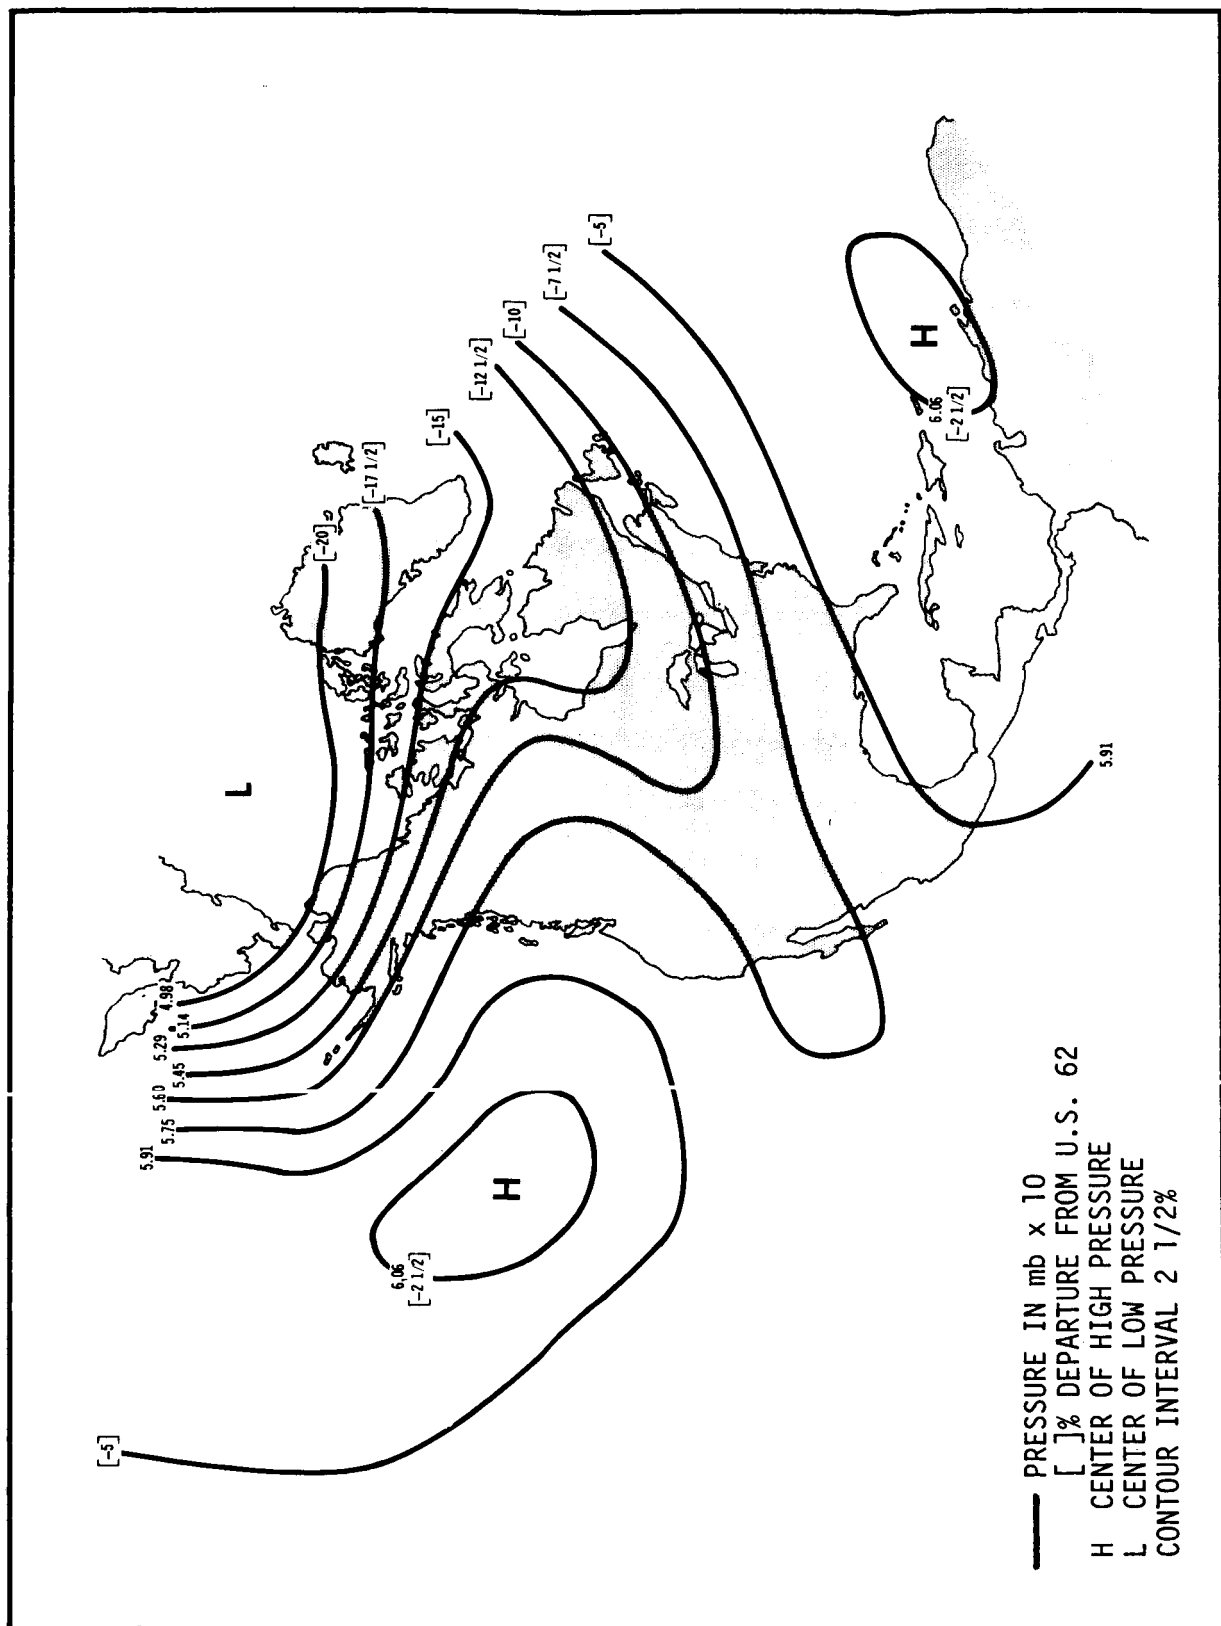 [-20]
[-17 1/2]
[-15]
[-12 1/2]
[-10]
[-7 1/2]
[-5]
L
H
6.06
[-2 1/2]
4.98
5.14
5.29
5.45
5.60
5.75
5.91
H
6.06
[-2 1/2]
[-5]
5.91
PRESSURE IN mb x 10
[ ]% DEPARTURE FROM U.S. 62
H CENTER OF HIGH PRESSURE
L CENTER OF LOW PRESSURE
CONTOUR INTERVAL 2 1/2%